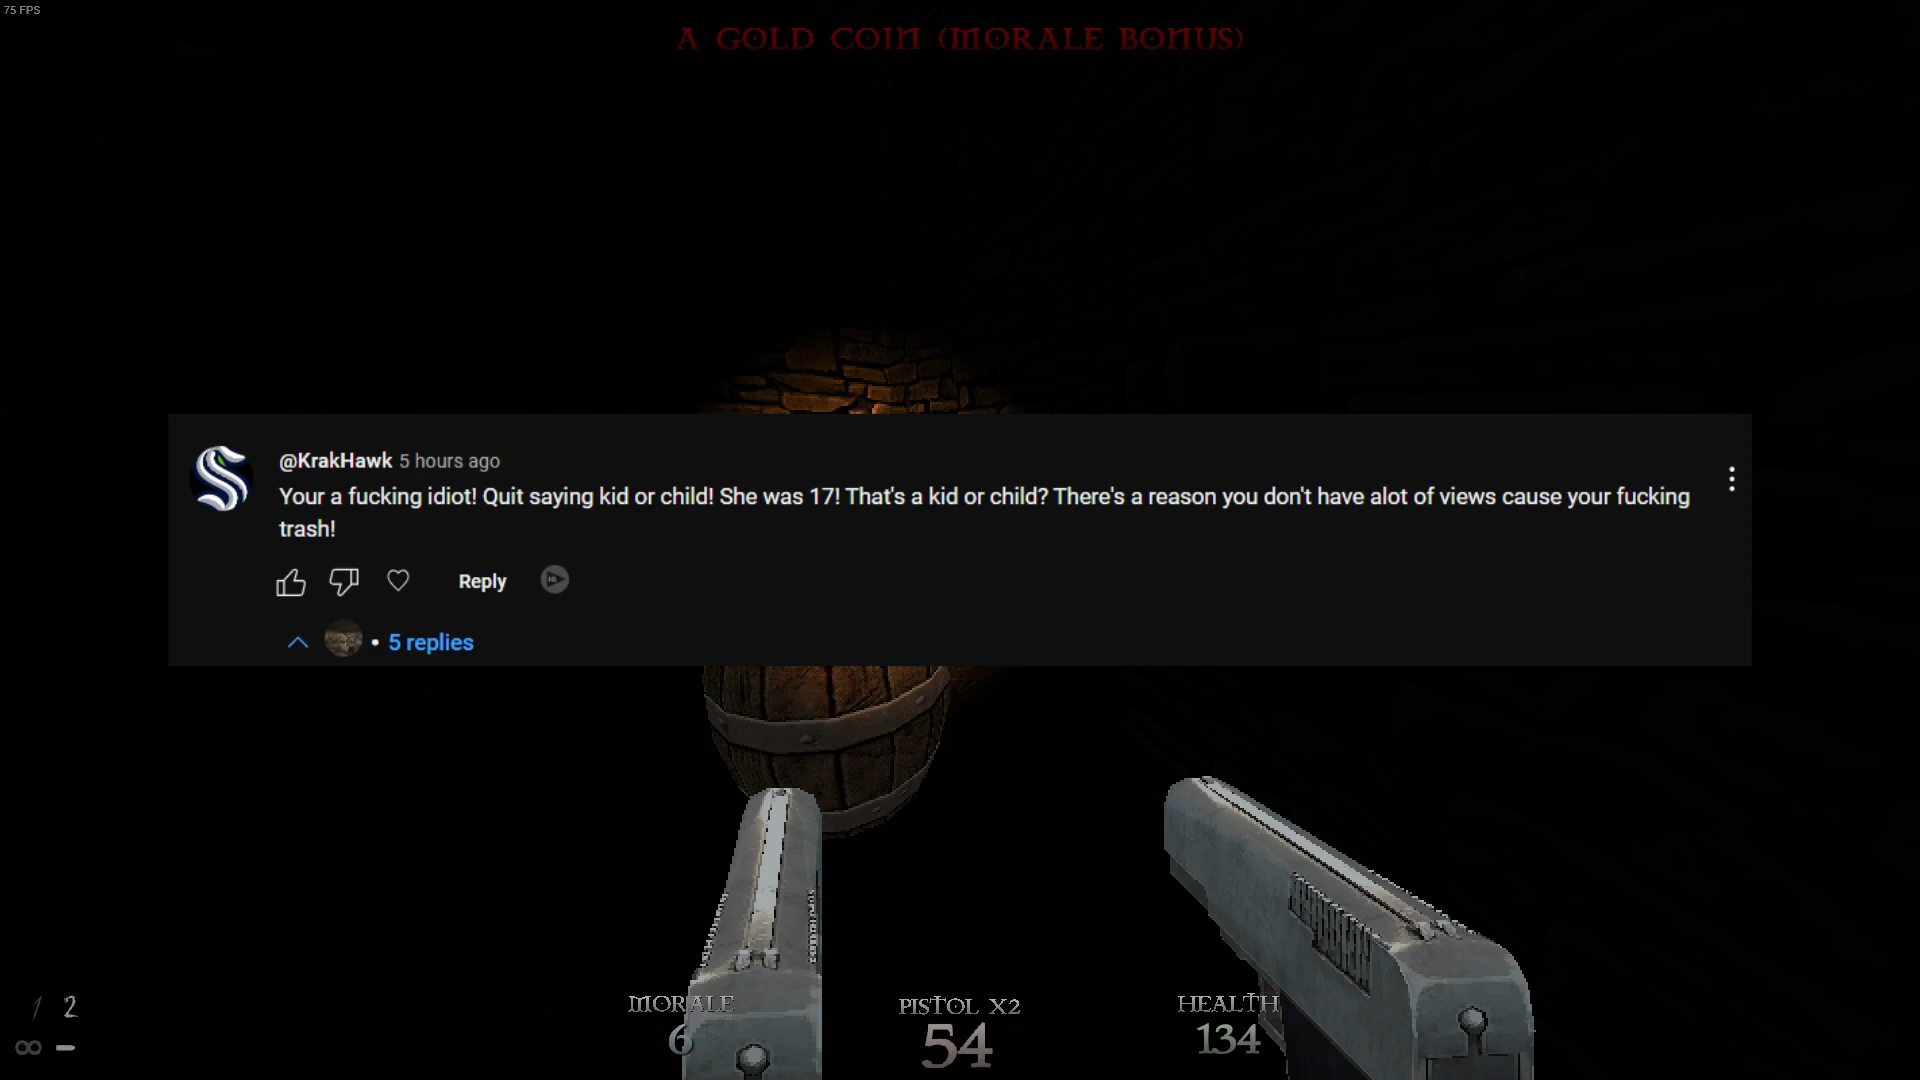 75 FPS
A GOLD COIN (MORALE BONUS)
@KrakHawk 5 hours ago
Your a fucking idiot! Quit saying kid or child! She was 17! That's a kid or child? There's a reason you don't have alot of views cause your fucking
trash!
Reply
• 5 replies
1 2
∞ -
MORALE PISTOL X2 HEALTH
6 54 134